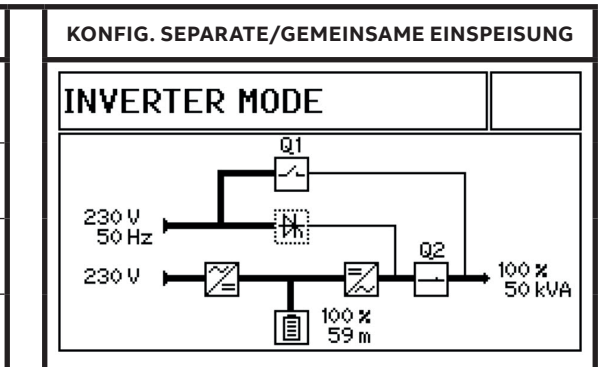 KONFIG. SEPARATE/GEMEINSAME EINSPEISUNG
INVERTER MODE
Q1
230 V
50 Hz
Q2
230 V
100 %
50 kVA
100 %
59 m